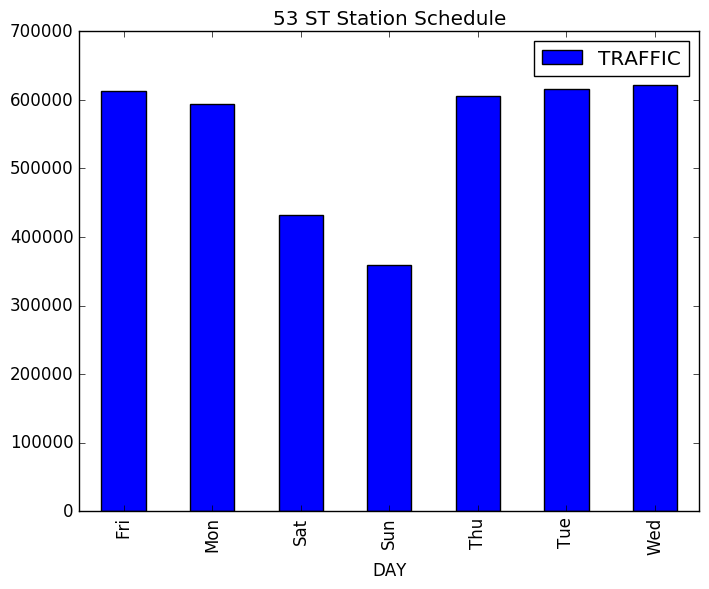 53 ST Station Schedule
TRAFFIC
700000
600000
500000
400000
300000
200000
100000
0
Fri
Mon
Sat
Sun
Thu
Tue
Wed
DAY